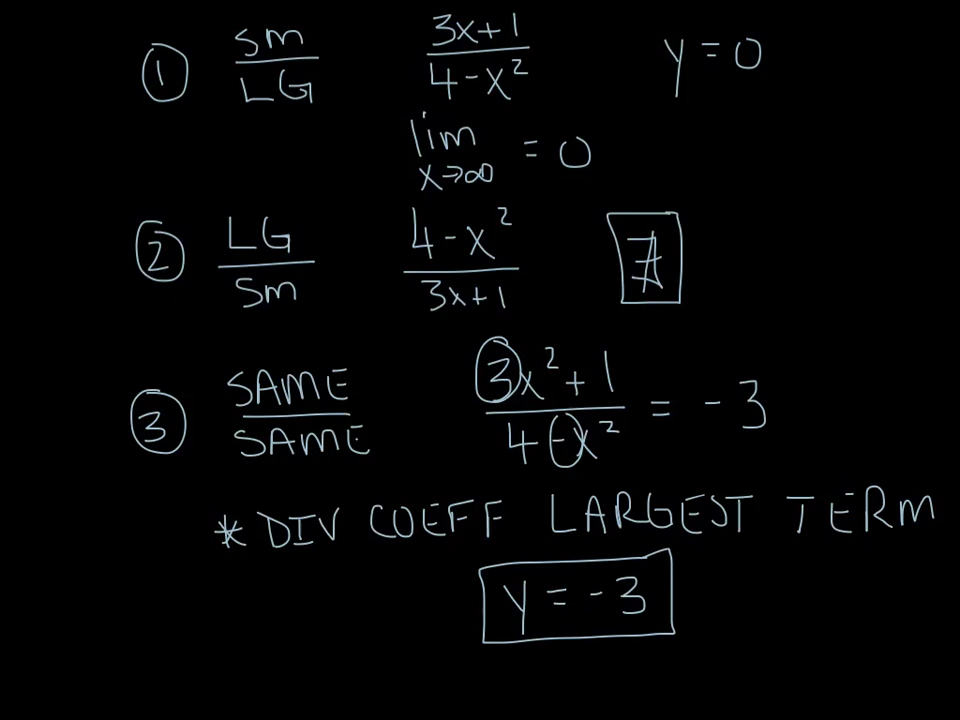 ① Sm/LG (3x+1)/(4-x²) y=0
lim x→∞ = 0
② LG/Sm (4-x²)/(3x+1) ∄
③ SAME/SAME (3x²+1)/(4-x²) = -3
* DIV COEFF LARGEST TERM
y = -3